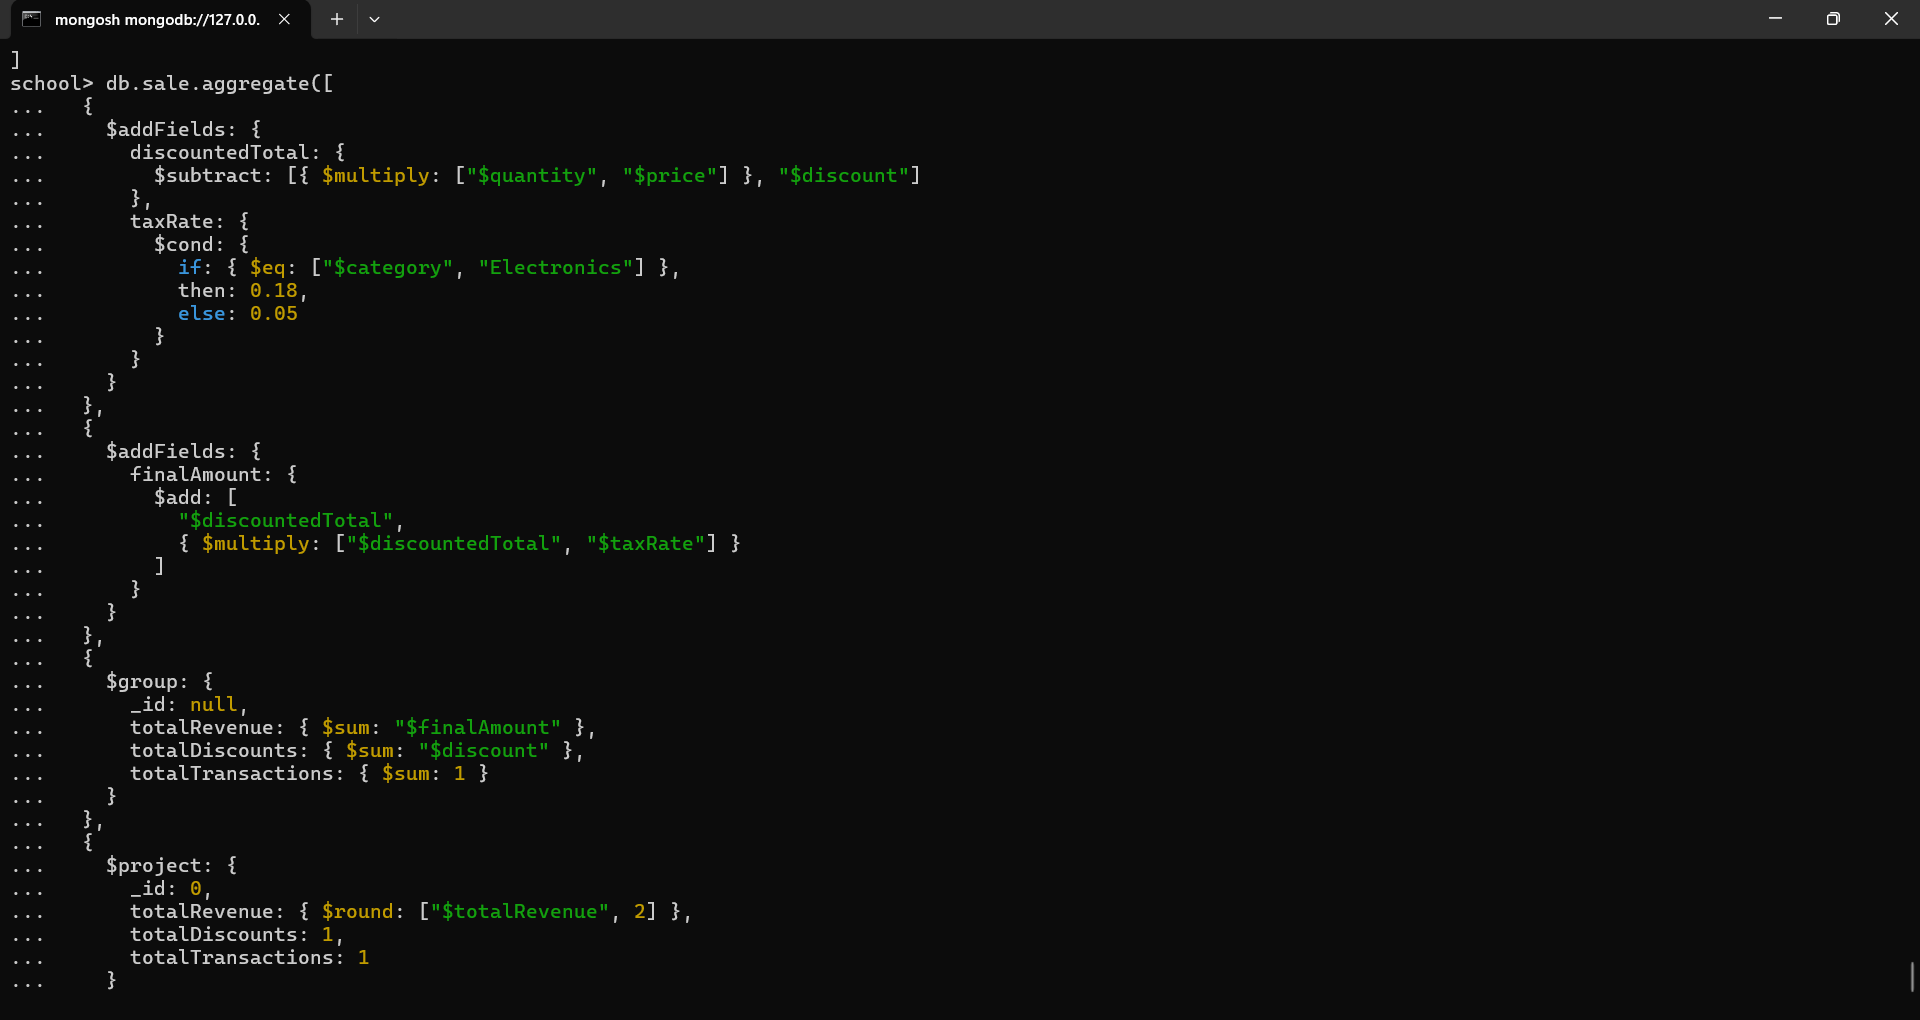 mongosh mongodb://127.0.0.
]
school> db.sale.aggregate([
...   {
...     $addFields: {
...       discountedTotal: {
...         $subtract: [{ $multiply: ["$quantity", "$price"] }, "$discount"]
...       },
...       taxRate: {
...         $cond: {
...           if: { $eq: ["$category", "Electronics"] },
...           then: 0.18,
...           else: 0.05
...         }
...       }
...     }
...   },
...   {
...     $addFields: {
...       finalAmount: {
...         $add: [
...           "$discountedTotal",
...           { $multiply: ["$discountedTotal", "$taxRate"] }
...         ]
...       }
...     }
...   },
...   {
...     $group: {
...       _id: null,
...       totalRevenue: { $sum: "$finalAmount" },
...       totalDiscounts: { $sum: "$discount" },
...       totalTransactions: { $sum: 1 }
...     }
...   },
...   {
...     $project: {
...       _id: 0,
...       totalRevenue: { $round: ["$totalRevenue", 2] },
...       totalDiscounts: 1,
...       totalTransactions: 1
...     }